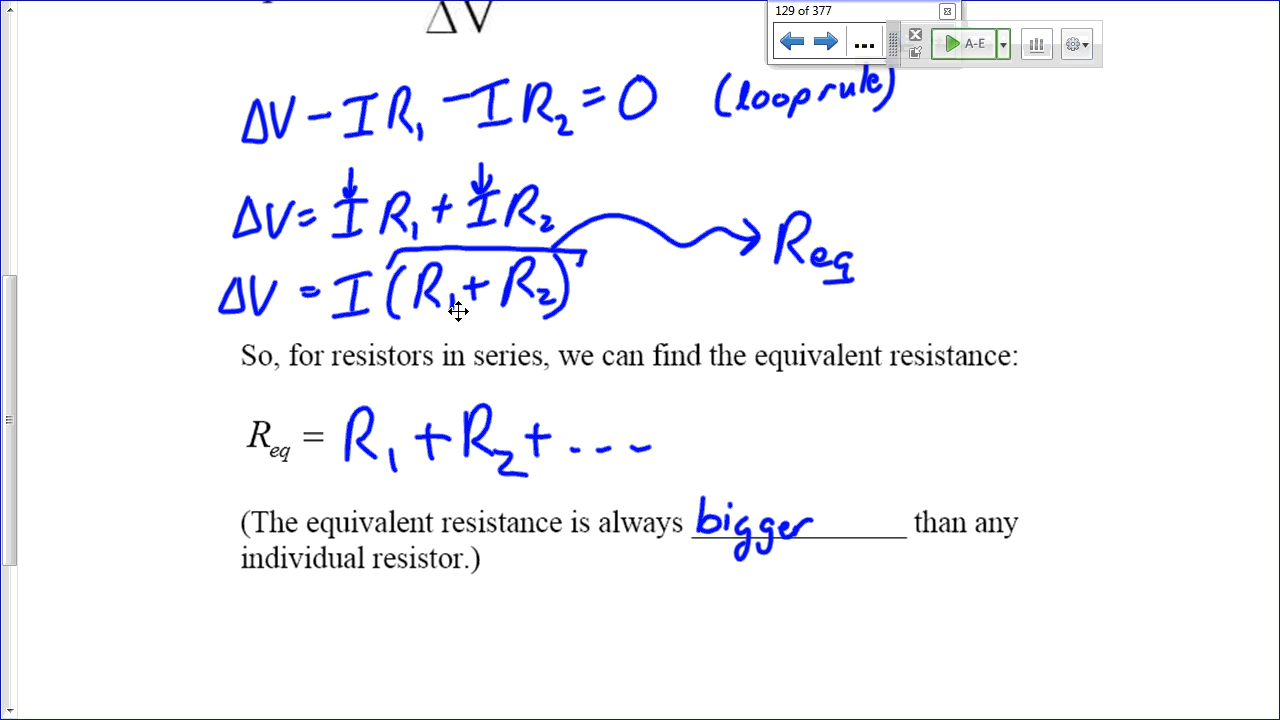 129 of 377
A-E
ΔV
ΔV - IR₁ - IR₂ = 0 (loop rule)
ΔV = IR₁ + IR₂
Req
ΔV = I(R₁ + R₂)
So, for resistors in series, we can find the equivalent resistance:
Req = R₁ + R₂ + ---
(The equivalent resistance is always bigger than any
individual resistor.)